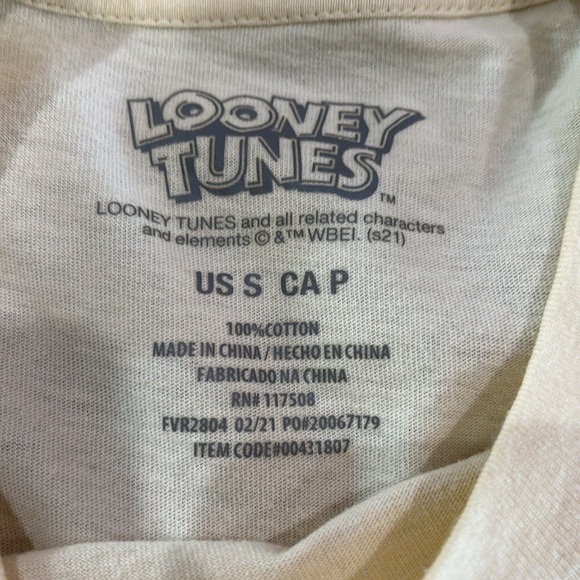 LOONEY
TUNES
™
LOONEY TUNES and all related characters
and elements © & ™ WBEI. (s21)
US S CA P
100%COTTON
MADE IN CHINA / HECHO EN CHINA
FABRICADO NA CHINA
RN# 117508
FVR2804 02/21 PO#20067179
ITEM CODE#00431807